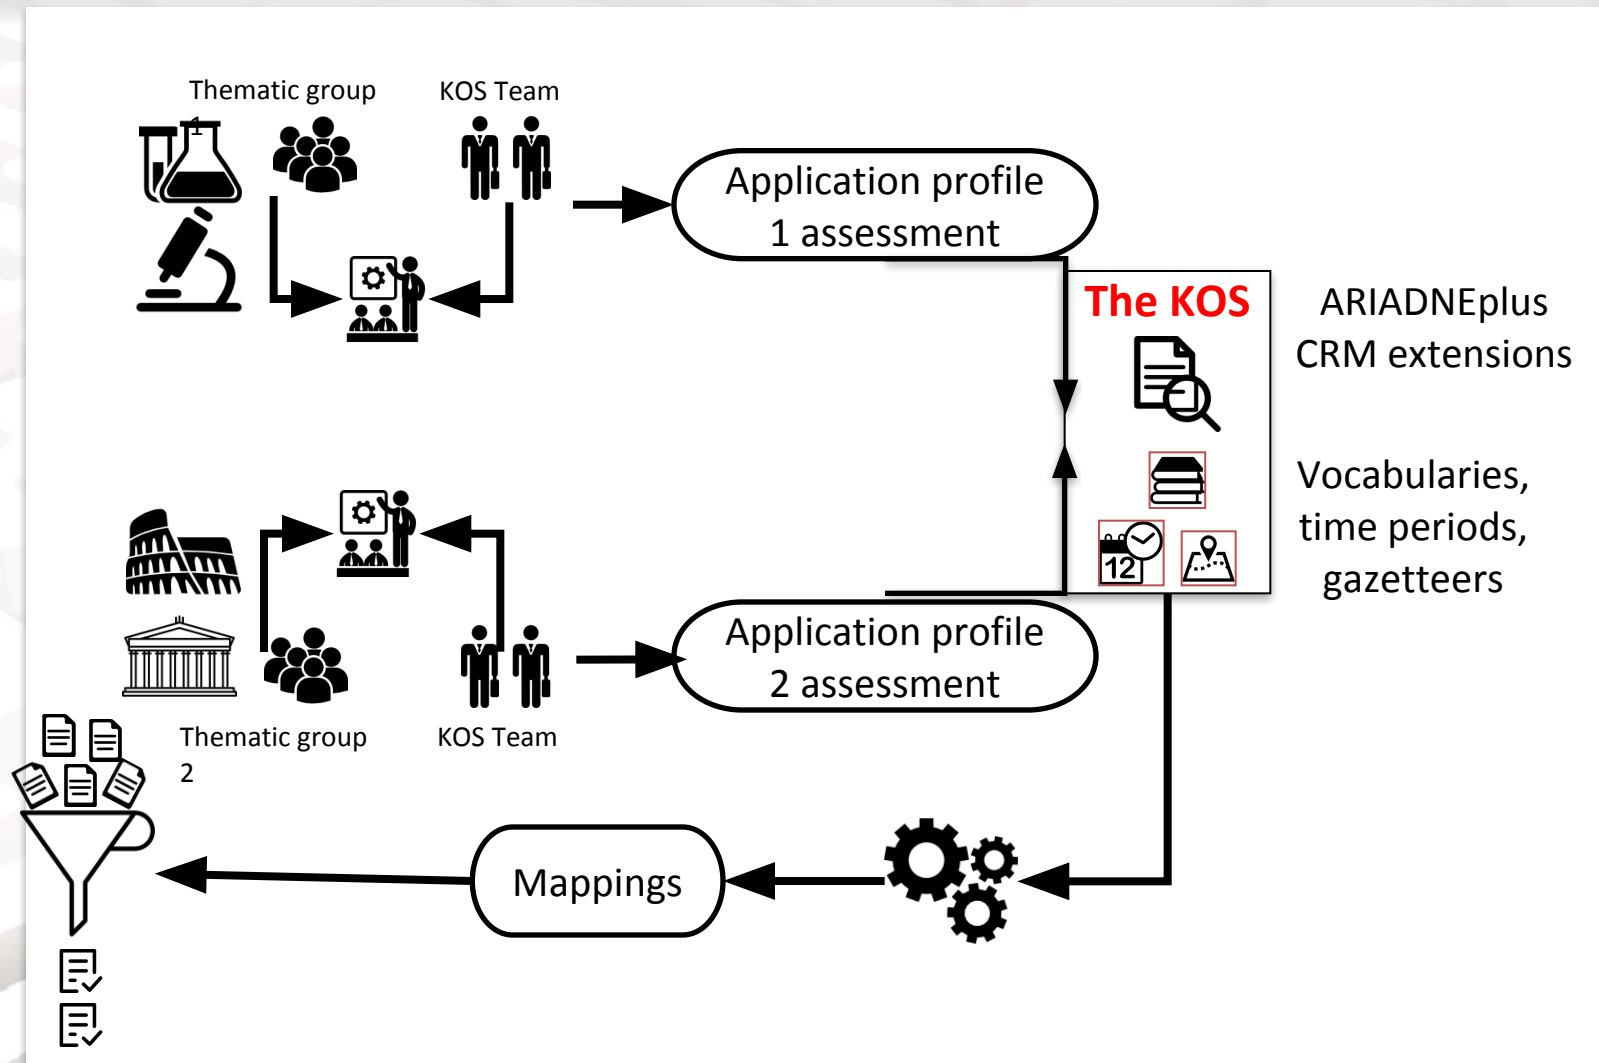 Thematic group
1
KOS Team
Application profile
1 assessment
The KOS
ARIADNEplus
CRM extensions
Vocabularies,
time periods,
gazetteers
12
Application profile
2 assessment
Thematic group
2
KOS Team
Mappings